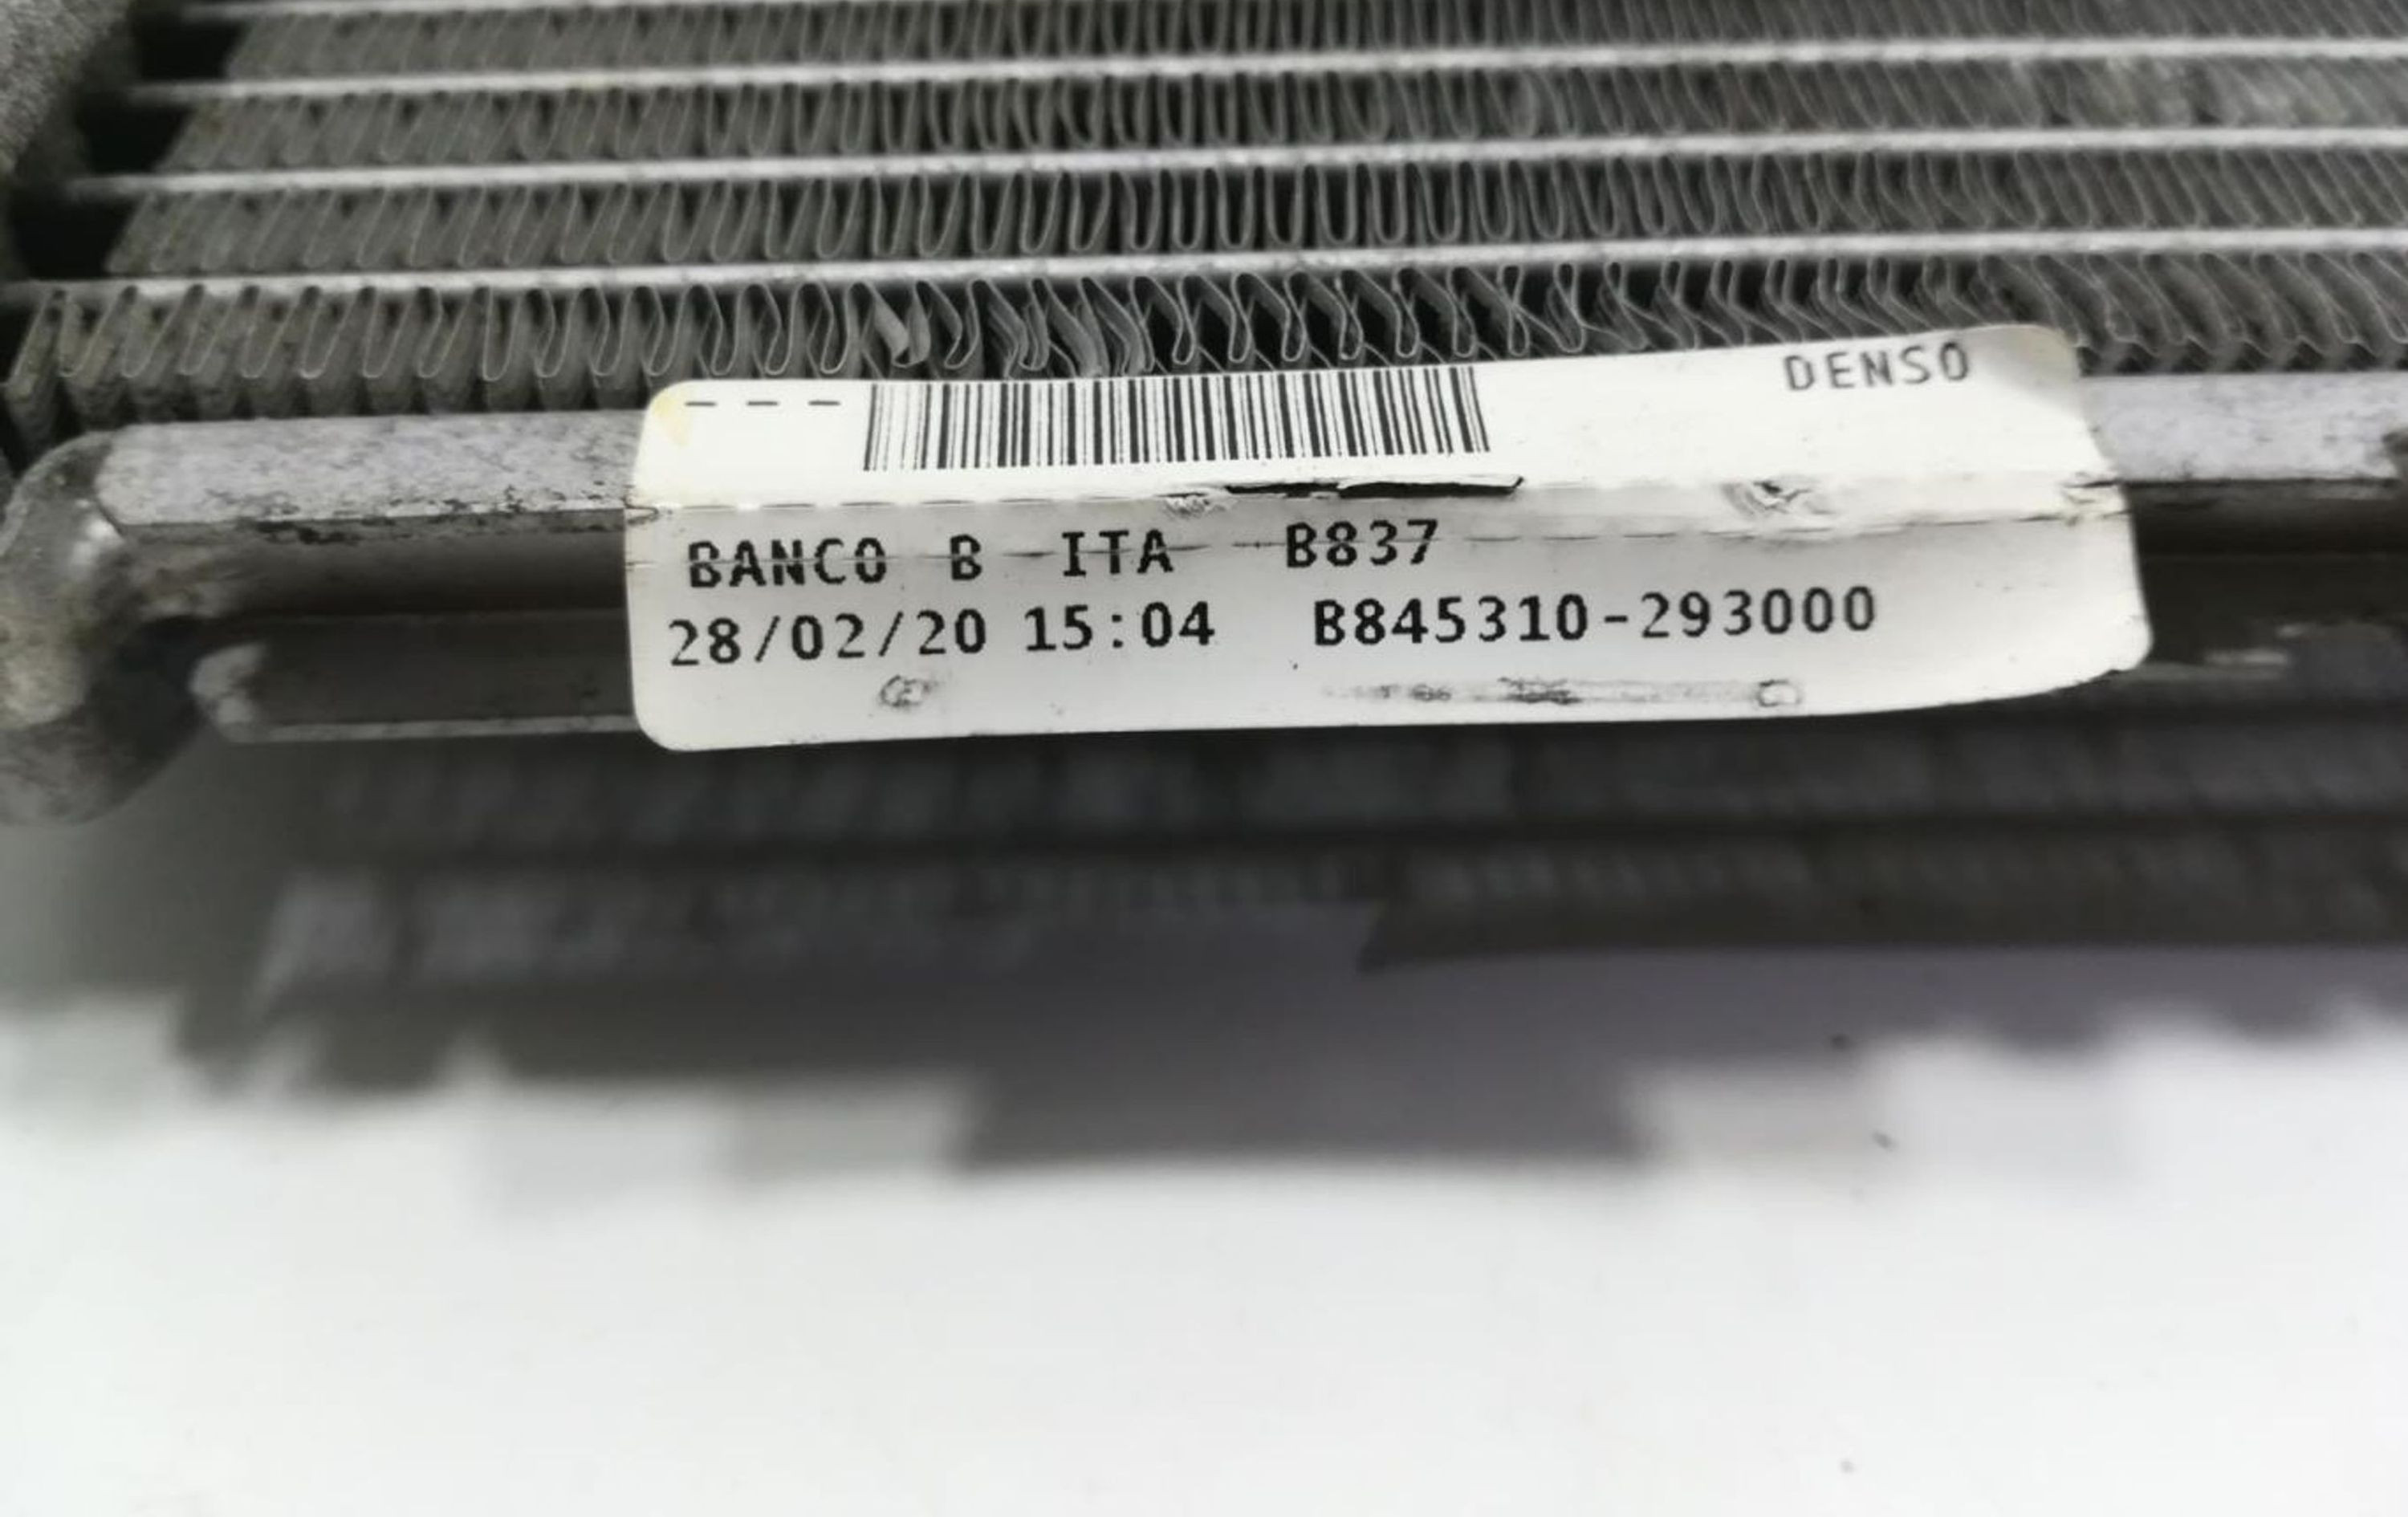 --- DENSO
BANCO B ITA B837
28/02/20 15:04 B845310-293000